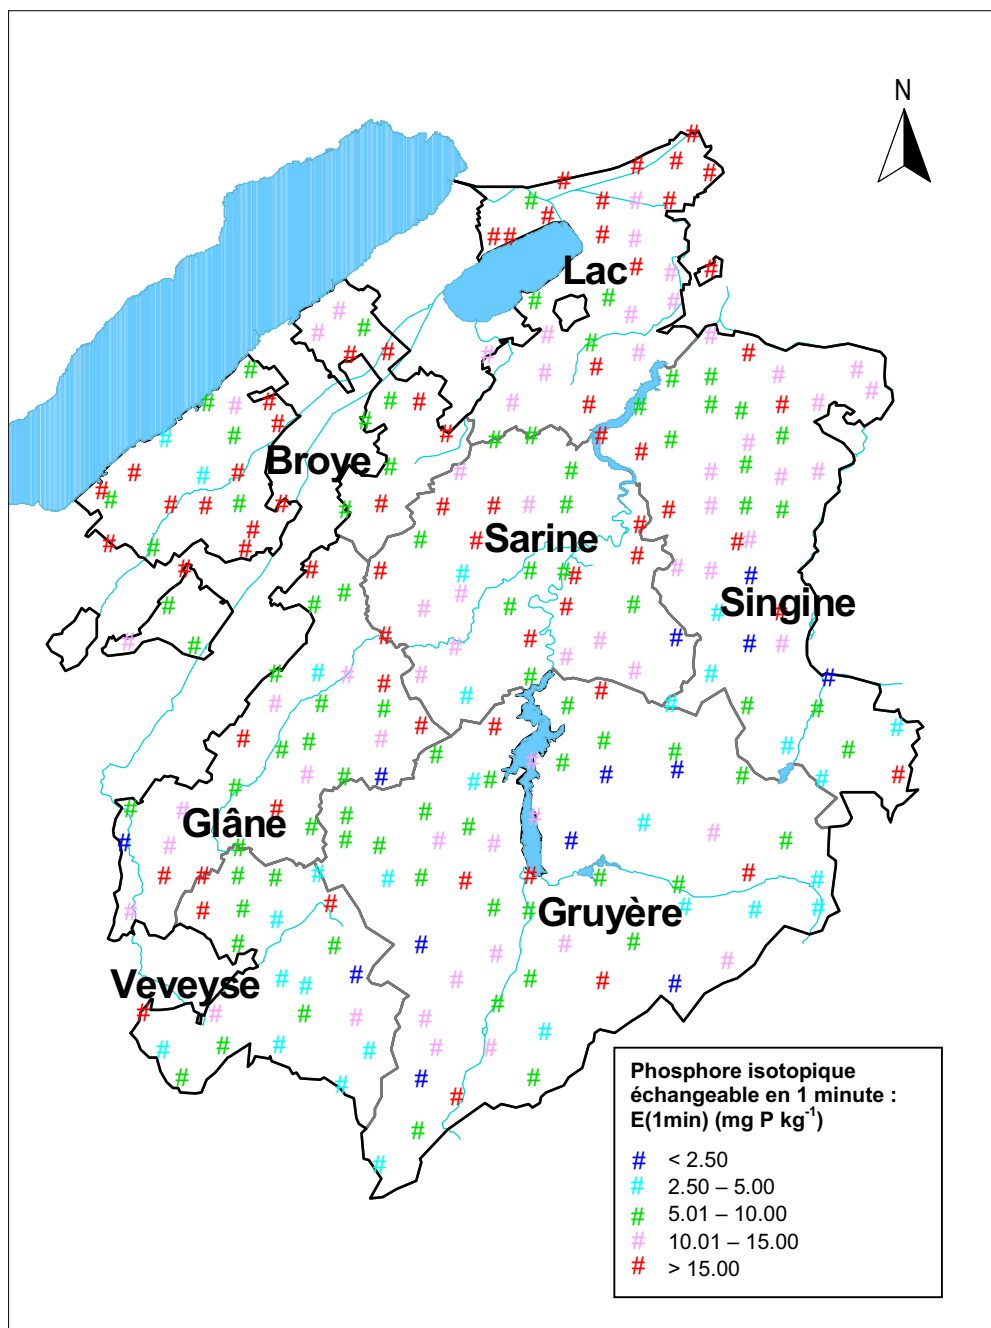 N
Lac
Broye
Sarine
Singine
Glâne
Gruyère
Veveyse
Phosphore isotopique
échangeable en 1 minute :
E(1min) (mg P kg⁻¹)
# < 2.50
# 2.50 – 5.00
# 5.01 – 10.00
# 10.01 – 15.00
# > 15.00